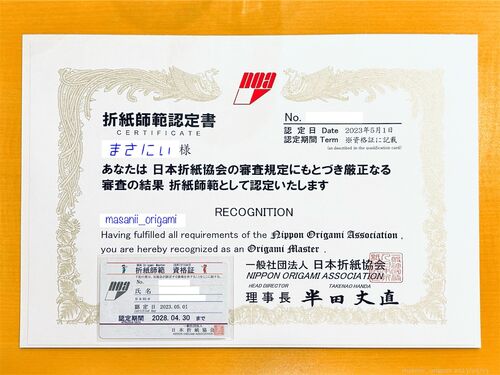 noa
折紙師範認定書
CERTIFICATE
No.
認定日 Date 2023年5月1日
認定期間 Term ※資格証に記載
(as described in the qualification card)
まさにい 様
あなたは 日本折紙協会の審査規定にもとづき厳正なる
審査の結果 折紙師範として認定いたします
RECOGNITION
masanii_origami
Having fulfilled all requirements of the Nippon Origami Association ,
you are hereby recognized as an Origami Master .
一般社団法人 日本折紙協会
NIPPON ORIGAMI ASSOCIATION
HEAD DIRECTOR TAKENAO HANDA
理事長 半田丈直
折紙師範 資格証
noa
No.
氏名
認定日 2023.05.01
認定期間 2028.04.30 まで
日本折紙協会
NIPPON ORIGAMI ASSOCIATION